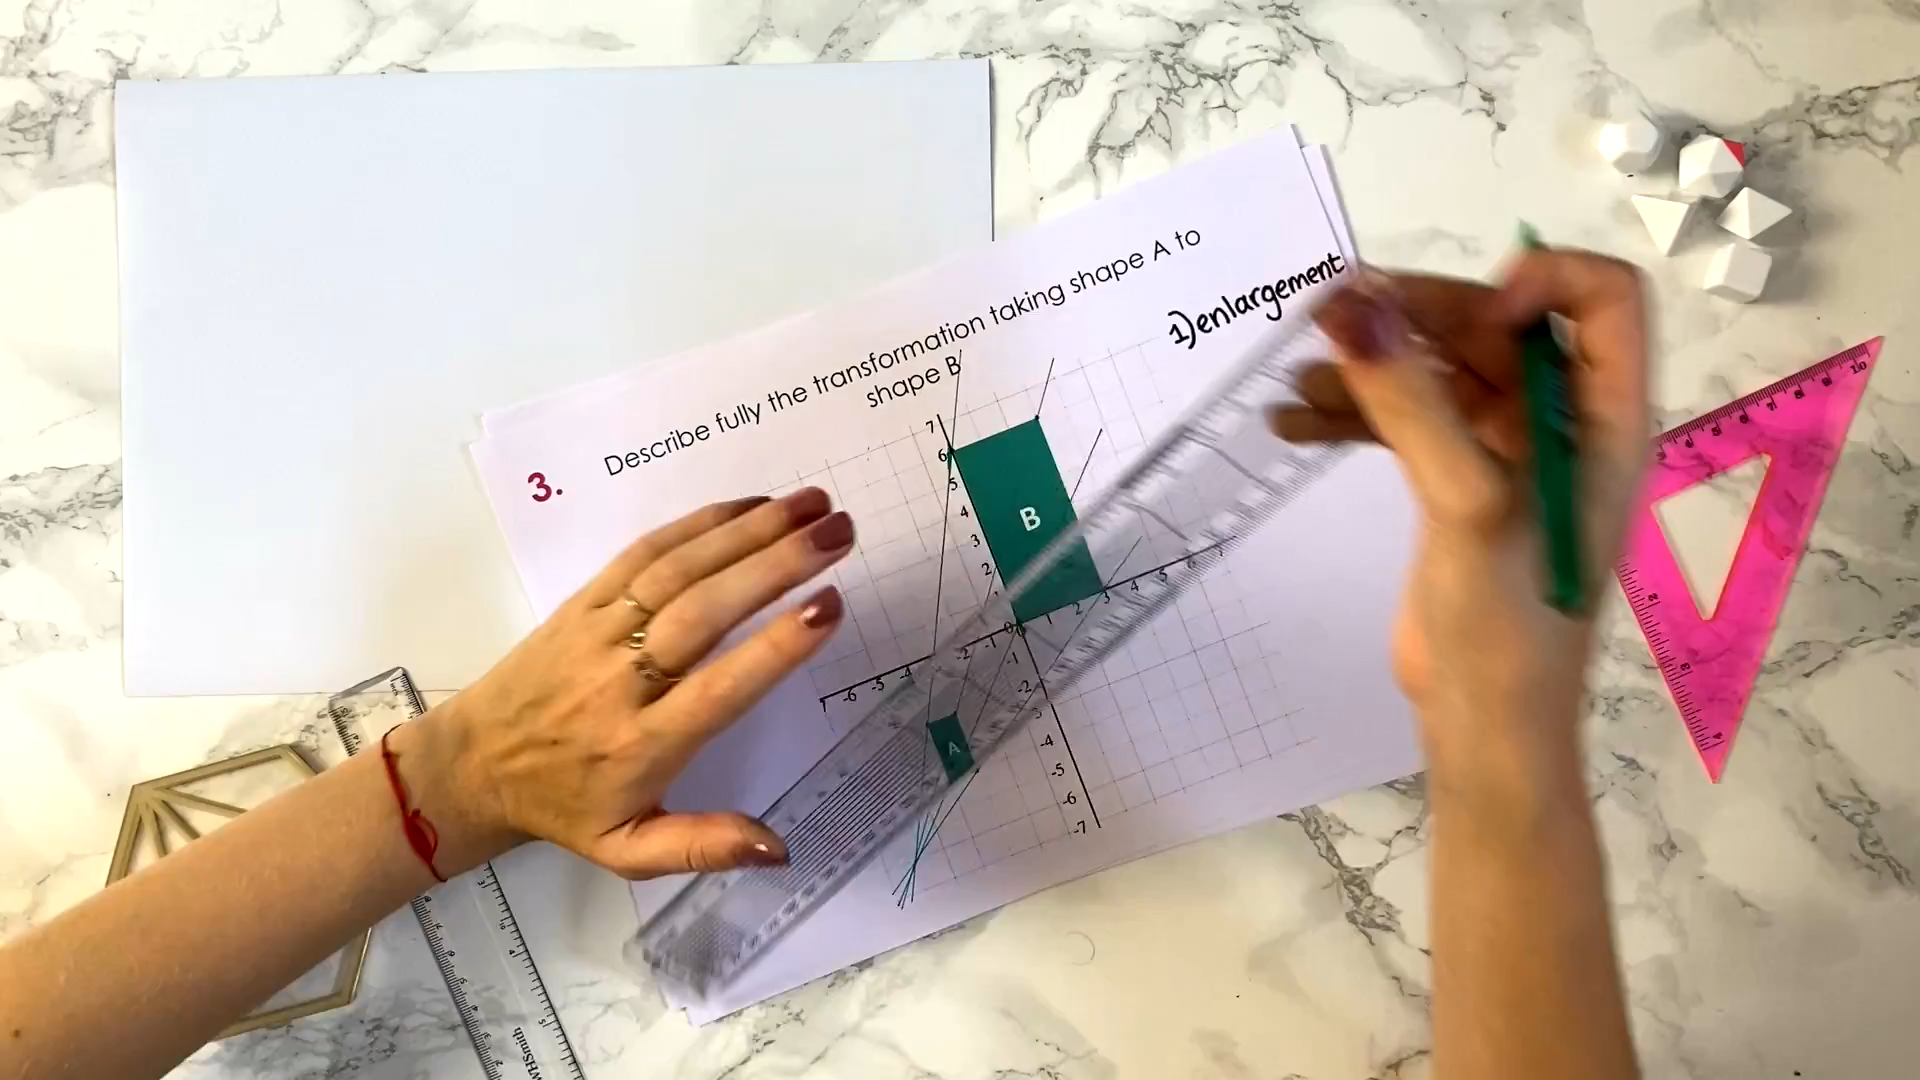 3. Describe fully the transformation taking shape A to
shape B
1) enlargement
7
6
5
4
3
2
B
-6 -5 -4 -2 -1 0 1 2 3 4 5 6
-1
-2
3
-4
-5
-6
-7
A
WHSmith